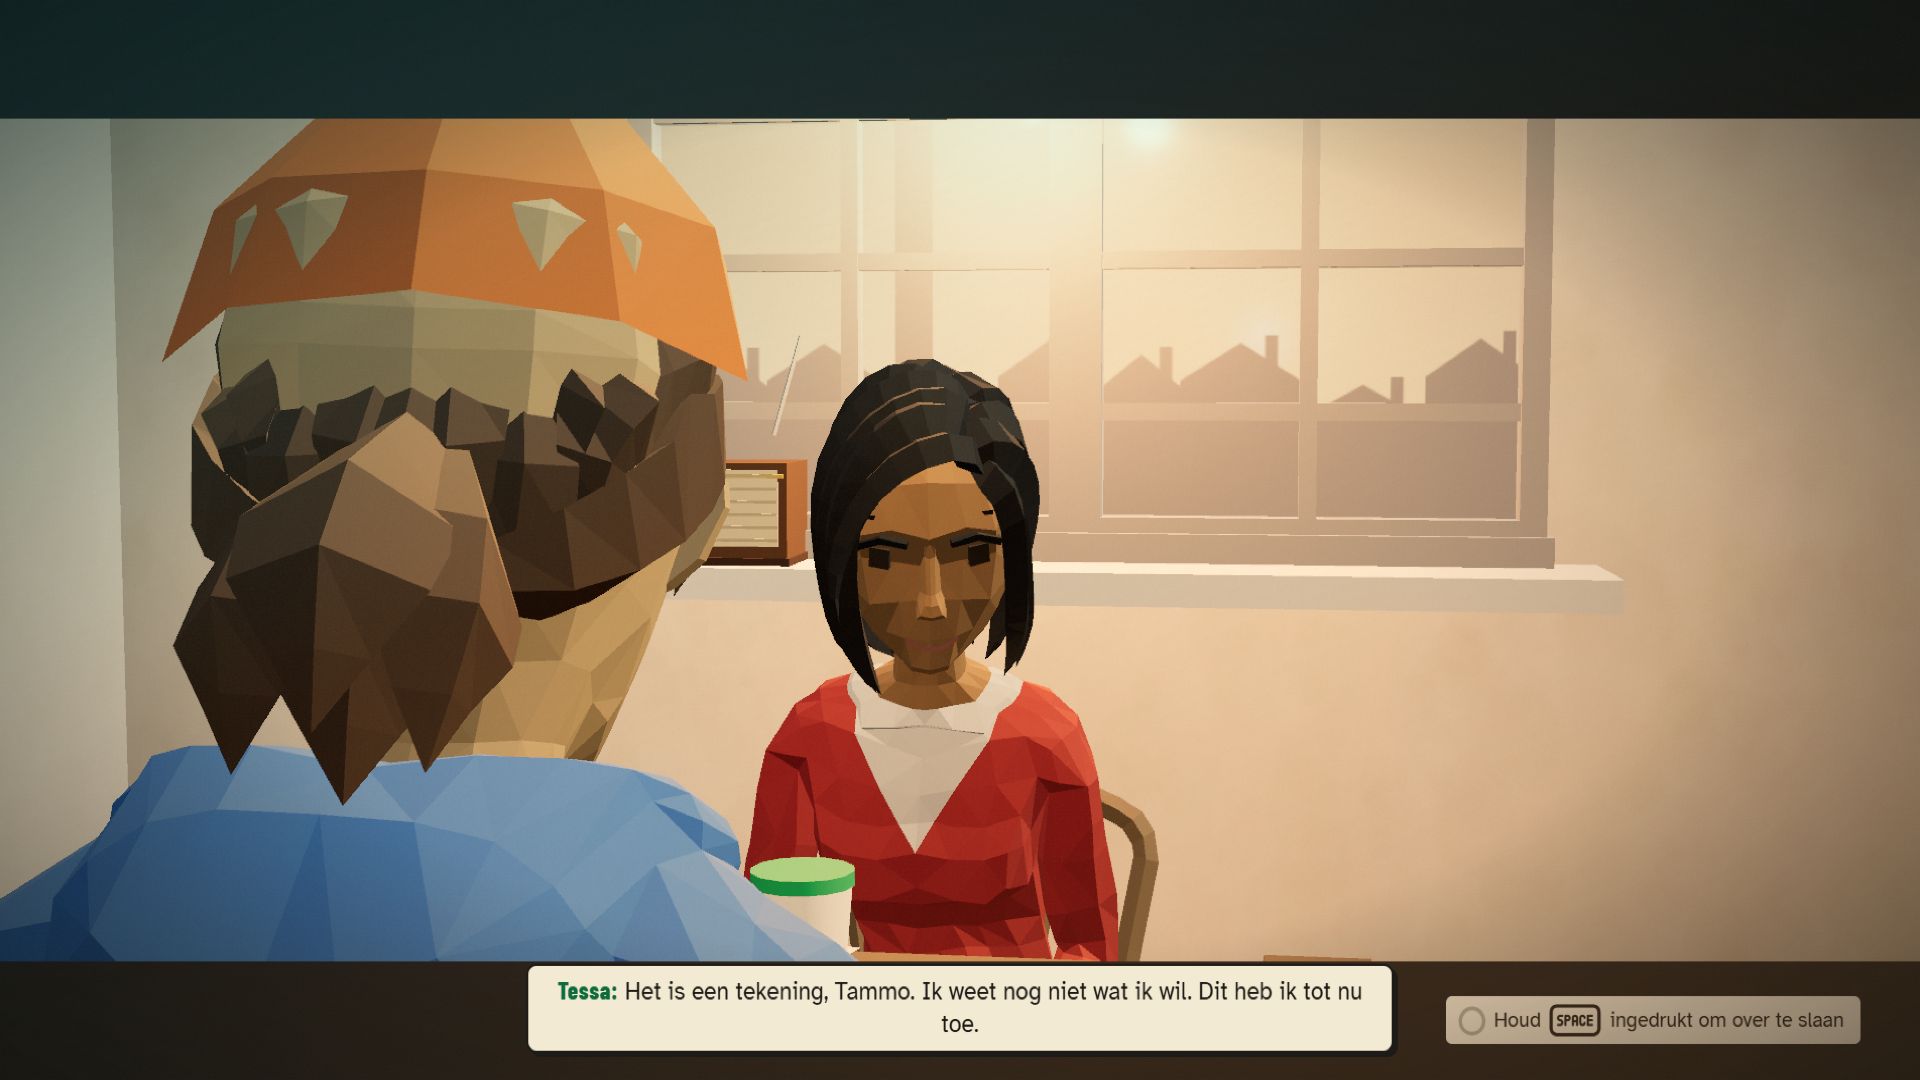 Tessa: Het is een tekening, Tammo. Ik weet nog niet wat ik wil. Dit heb ik tot nu
toe.
Houd SPACE ingedrukt om over te slaan